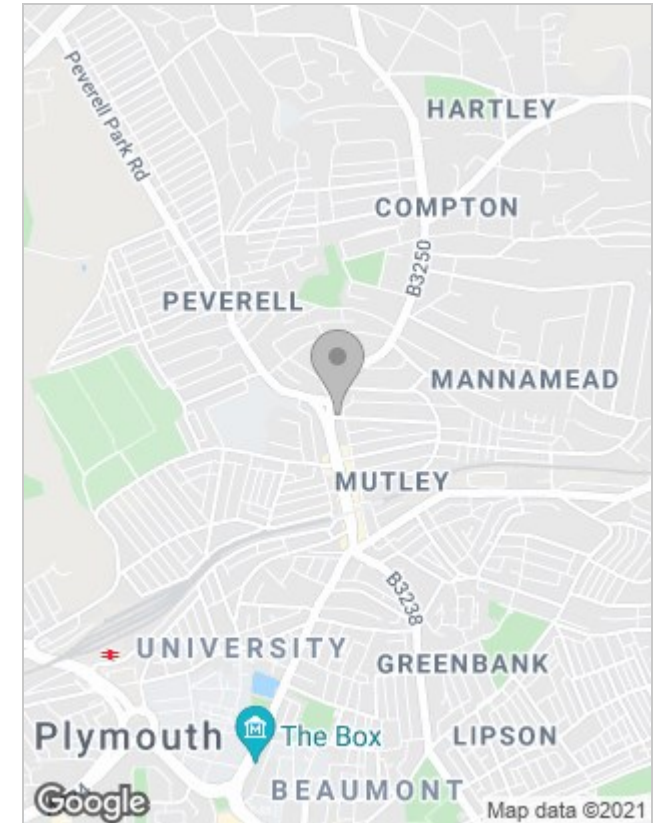 Peverell Park Rd
HARTLEY
COMPTON
B3250
PEVERELL
MANNAMEAD
MUTLEY
B3238
UNIVERSITY
GREENBANK
Plymouth
The Box
LIPSON
BEAUMONT
Google
Map data ©2021